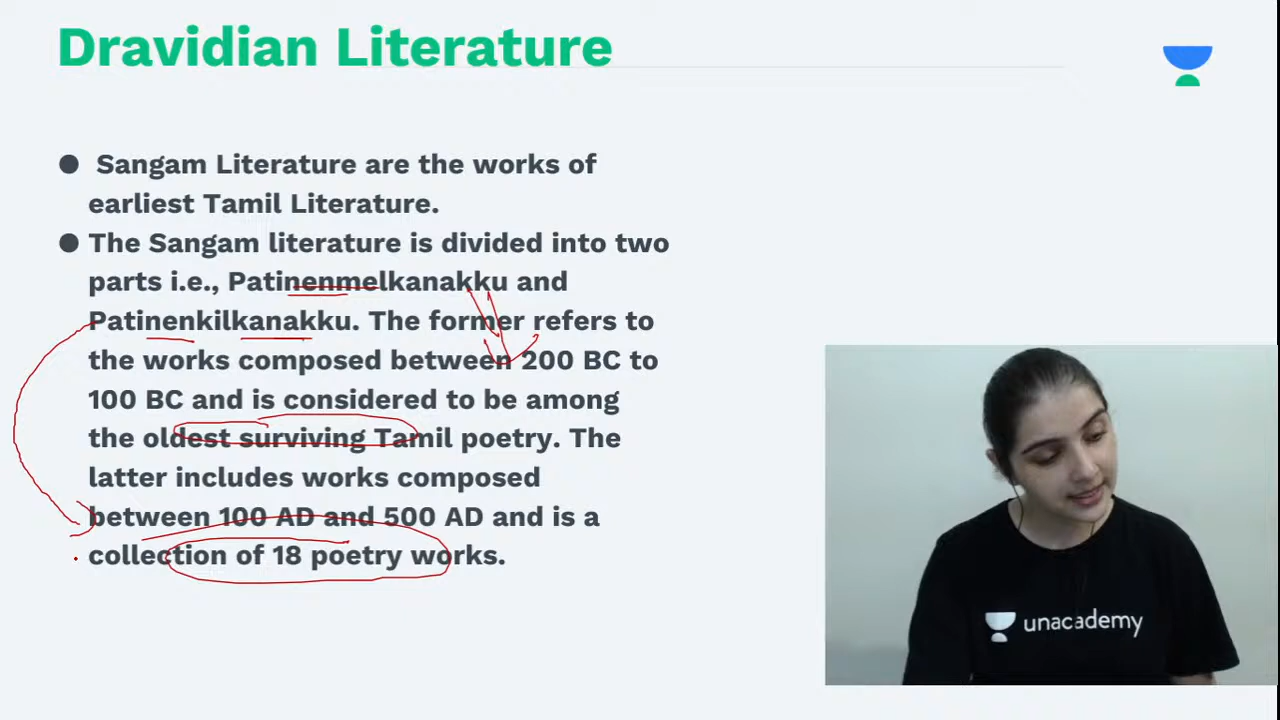 Dravidian Literature
● Sangam Literature are the works of
earliest Tamil Literature.
● The Sangam literature is divided into two
parts i.e., Patinenmelkanakku and
Patinenkilkanakku. The former refers to
the works composed between 200 BC to
100 BC and is considered to be among
the oldest surviving Tamil poetry. The
latter includes works composed
between 100 AD and 500 AD and is a
collection of 18 poetry works.
unacademy